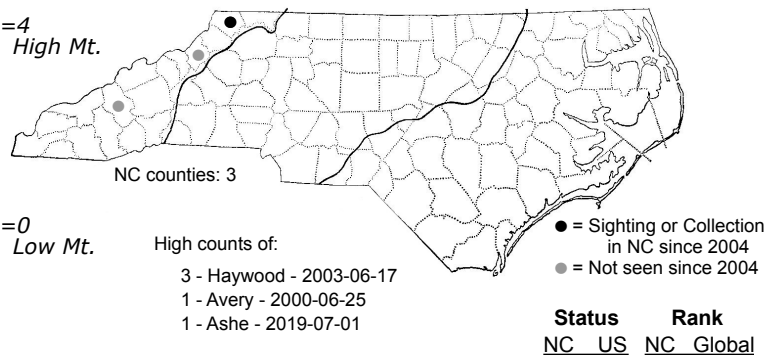 =4
High Mt.
NC counties: 3
=0
Low Mt.
High counts of:
3 - Haywood - 2003-06-17
1 - Avery - 2000-06-25
1 - Ashe - 2019-07-01
● = Sighting or Collection
in NC since 2004
● = Not seen since 2004
Status Rank
NC US NC Global